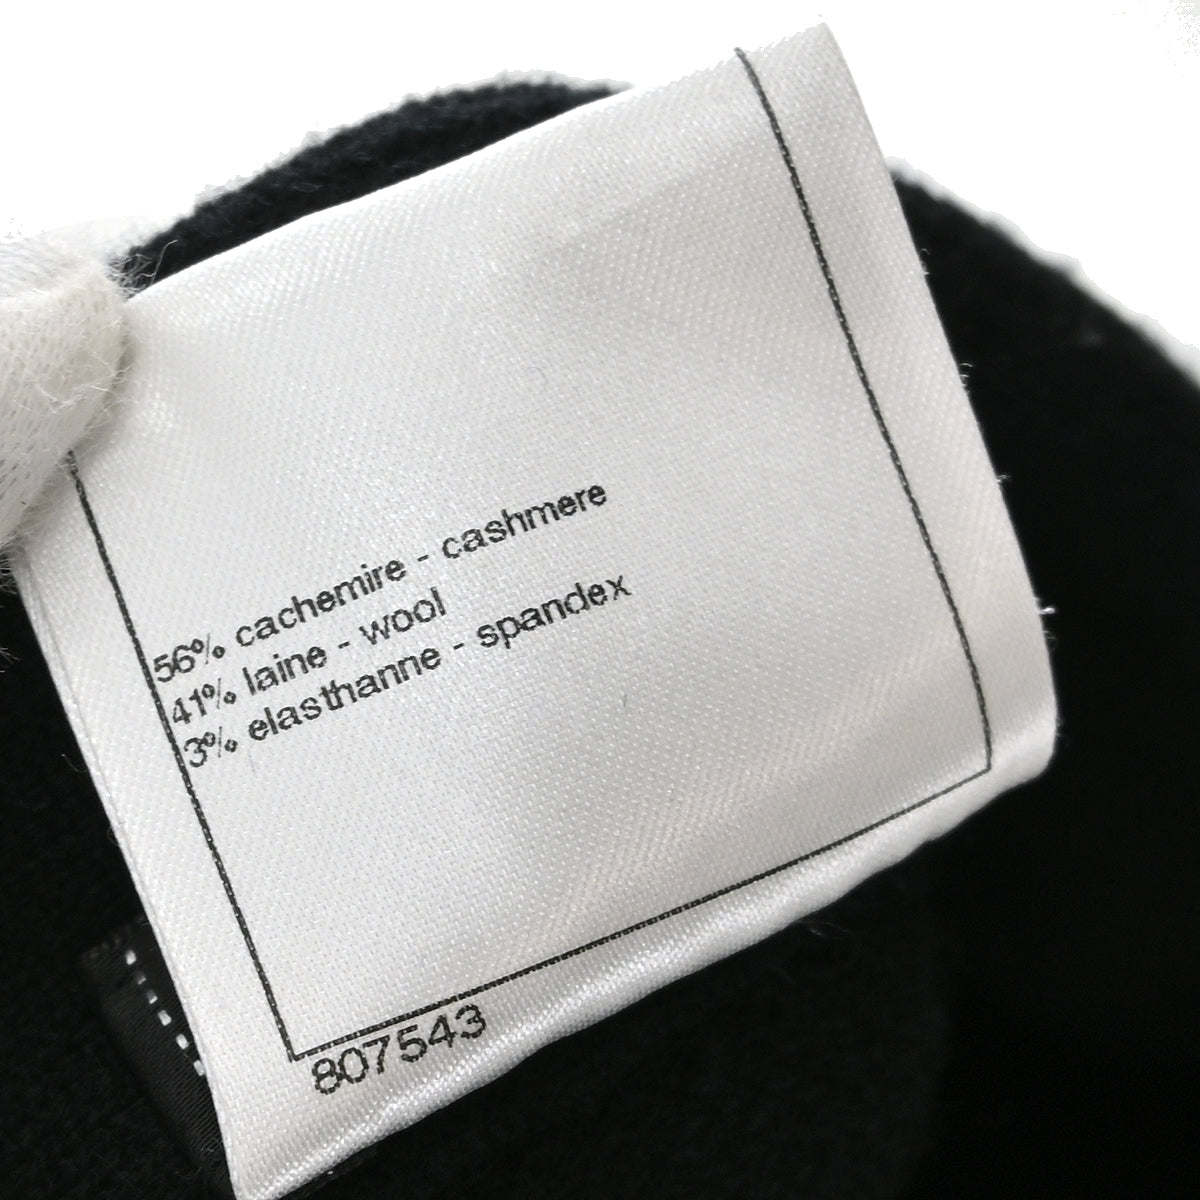 56% cachemire - cashmere
41% laine - wool
3% elasthanne - spandex
807543